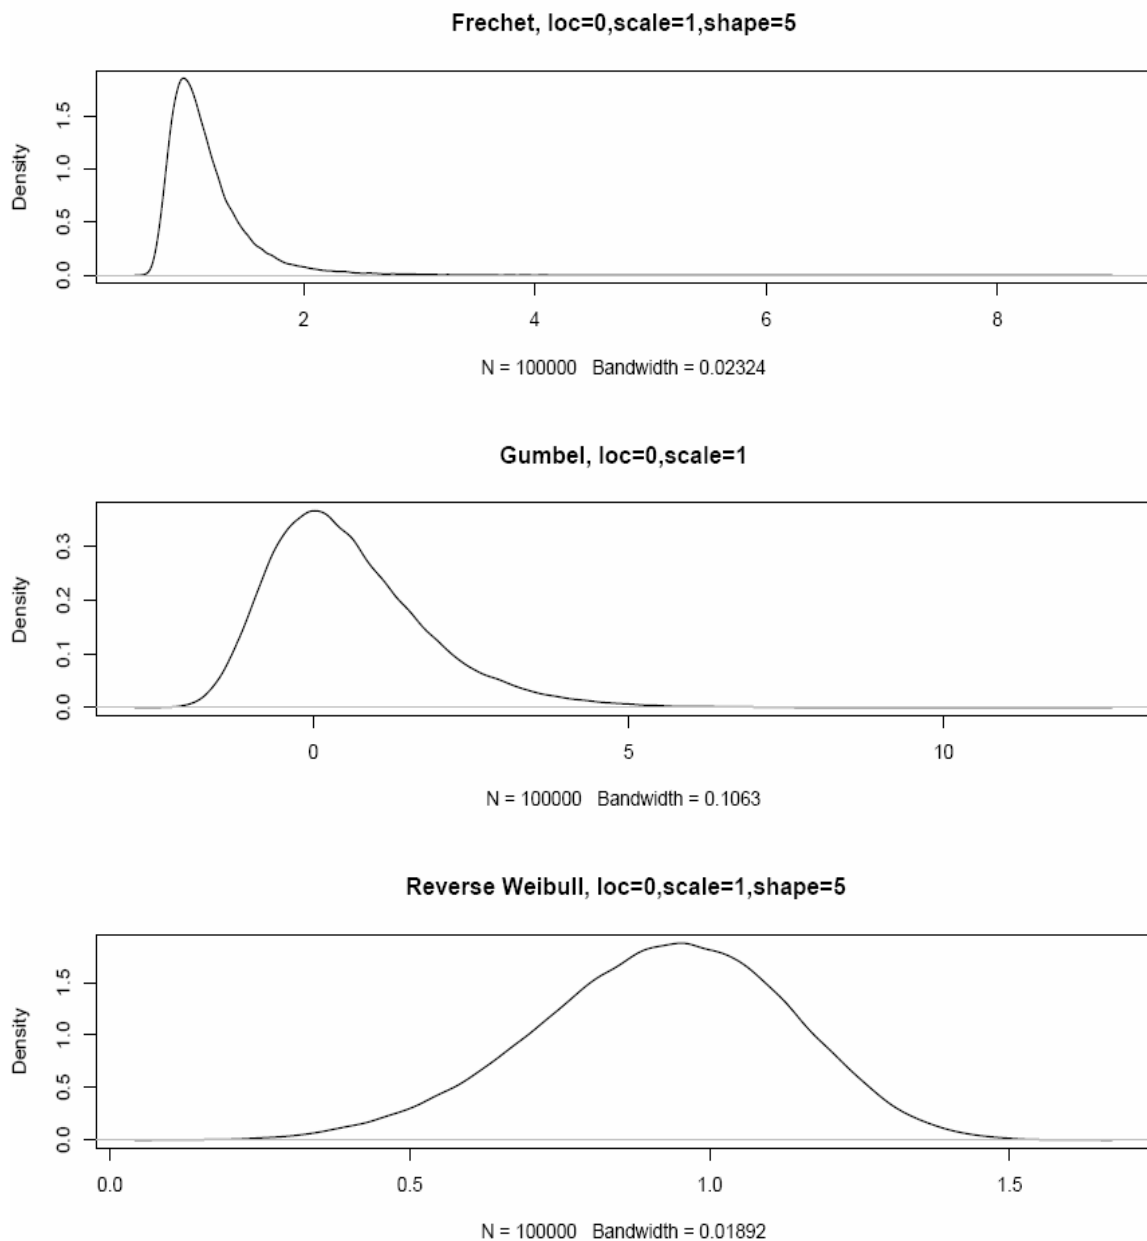 Frechet, loc=0,scale=1,shape=5
Density
0.0 0.5 1.0 1.5
2 4 6 8
N = 100000 Bandwidth = 0.02324
Gumbel, loc=0,scale=1
Density
0.0 0.1 0.2 0.3
0 5 10
N = 100000 Bandwidth = 0.1063
Reverse Weibull, loc=0,scale=1,shape=5
Density
0.0 0.5 1.0 1.5
0.0 0.5 1.0 1.5
N = 100000 Bandwidth = 0.01892